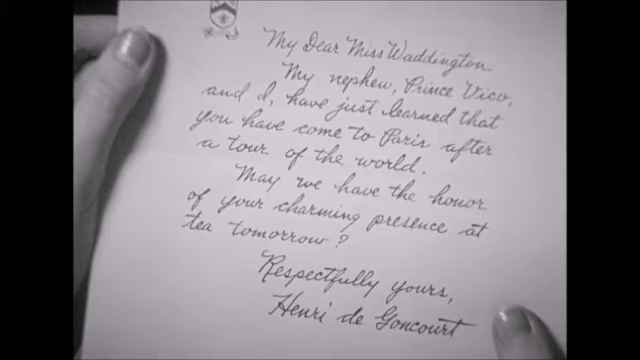 My Dear Miss Waddington
My nephew, Prince Vico,
and I, have just learned that
you have come to Paris after
a tour of the world.
May we have the honor
of your charming presence at
tea tomorrow?
Respectfully yours,
Henri de Goncourt